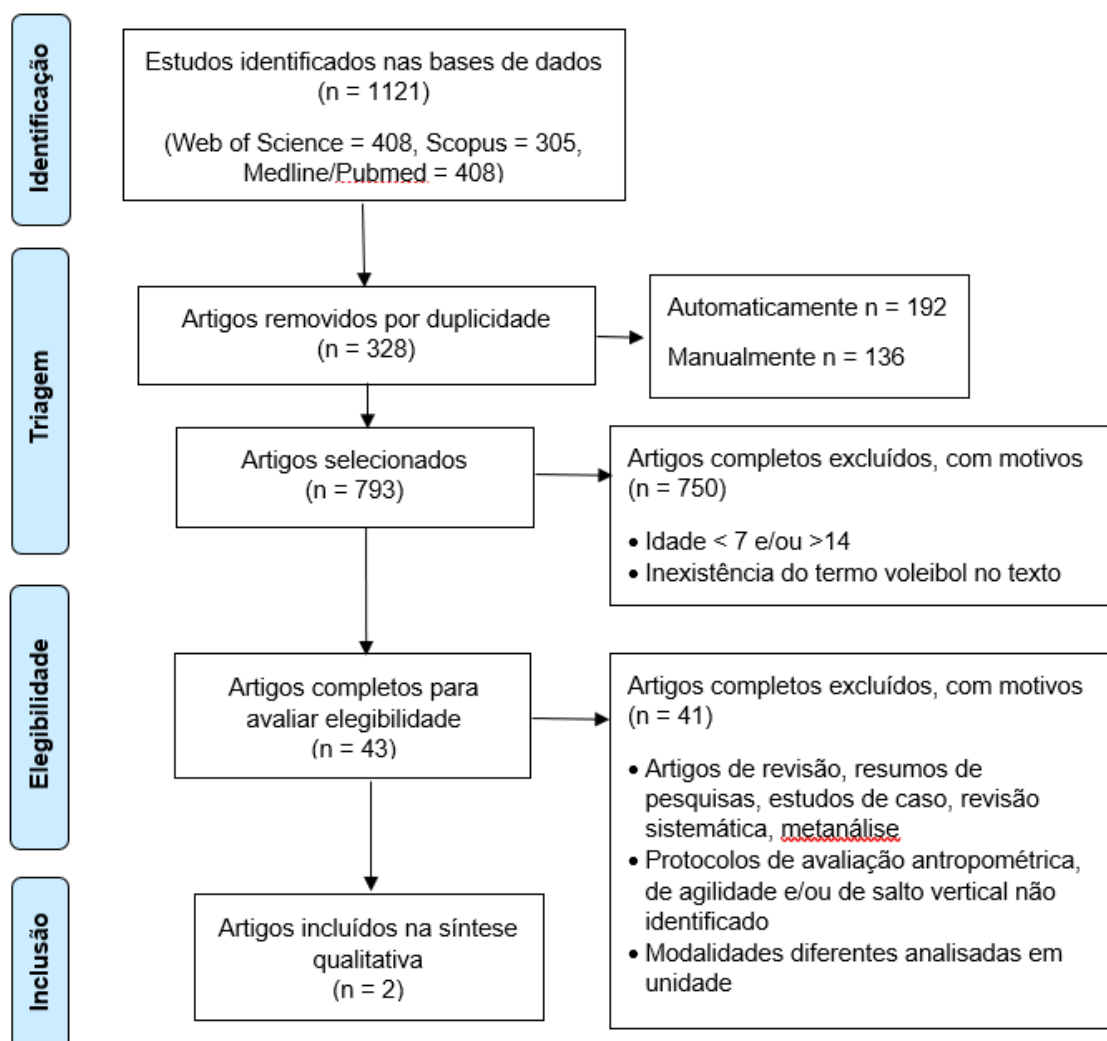 Identificação
Estudos identificados nas bases de dados
(n = 1121)
(Web of Science = 408, Scopus = 305,
Medline/Pubmed = 408)
Triagem
Artigos removidos por duplicidade
(n = 328)
Automaticamente n = 192
Manualmente n = 136
Artigos selecionados
(n = 793)
Artigos completos excluídos, com motivos
(n = 750)
• Idade < 7 e/ou >14
• Inexistência do termo voleibol no texto
Elegibilidade
Artigos completos para
avaliar elegibilidade
(n = 43)
Artigos completos excluídos, com motivos
(n = 41)
• Artigos de revisão, resumos de
pesquisas, estudos de caso, revisão
sistemática, metanálise
• Protocolos de avaliação antropométrica,
de agilidade e/ou de salto vertical não
identificado
• Modalidades diferentes analisadas em
unidade
Inclusão
Artigos incluídos na síntese
qualitativa
(n = 2)